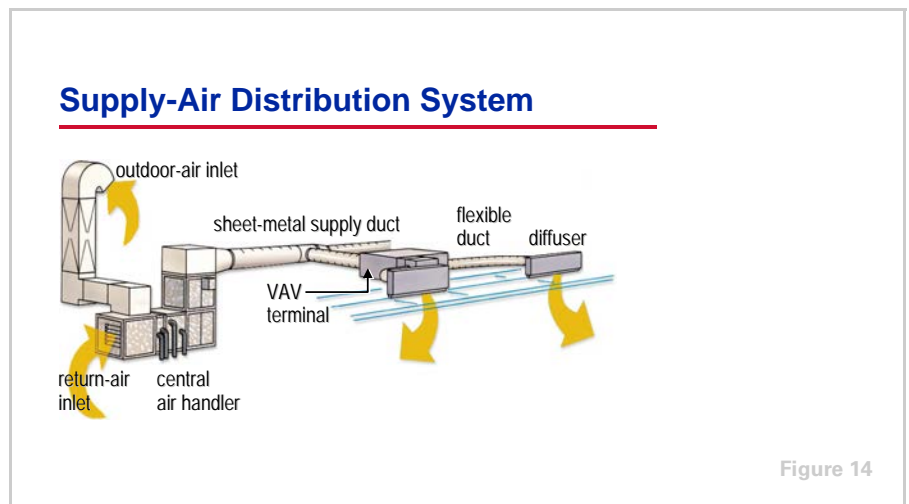 Supply-Air Distribution System
outdoor-air inlet
sheet-metal supply duct
flexible
duct
diffuser
VAV
terminal
return-air
inlet
central
air handler
Figure 14